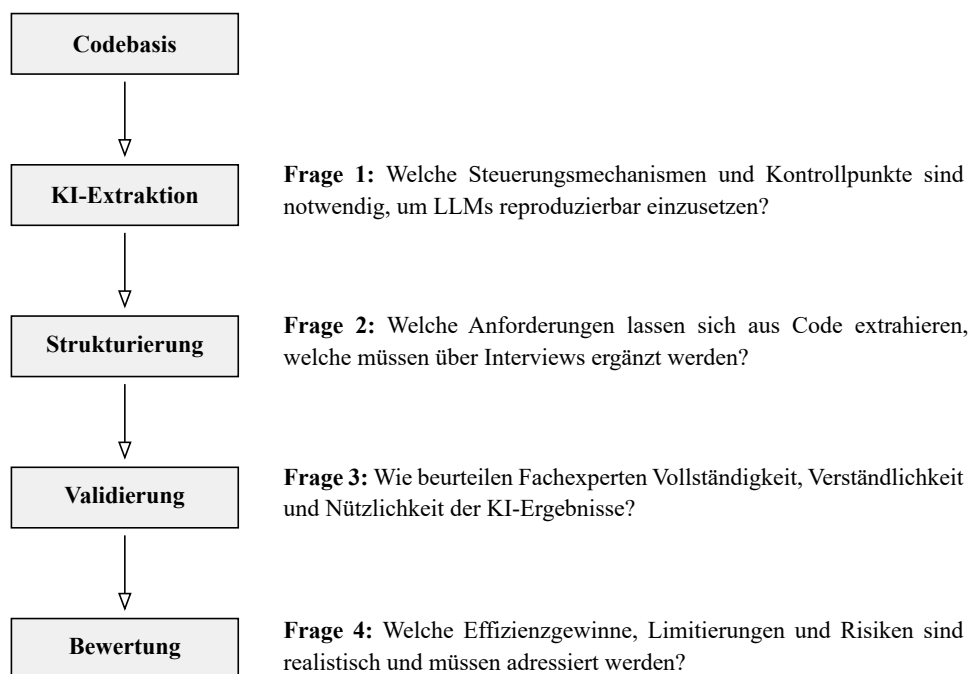 Codebasis
KI-Extraktion
Frage 1: Welche Steuerungsmechanismen und Kontrollpunkte sind
notwendig, um LLMs reproduzierbar einzusetzen?
Strukturierung
Frage 2: Welche Anforderungen lassen sich aus Code extrahieren,
welche müssen über Interviews ergänzt werden?
Validierung
Frage 3: Wie beurteilen Fachexperten Vollständigkeit, Verständlichkeit
und Nützlichkeit der KI-Ergebnisse?
Bewertung
Frage 4: Welche Effizienzgewinne, Limitierungen und Risiken sind
realistisch und müssen adressiert werden?